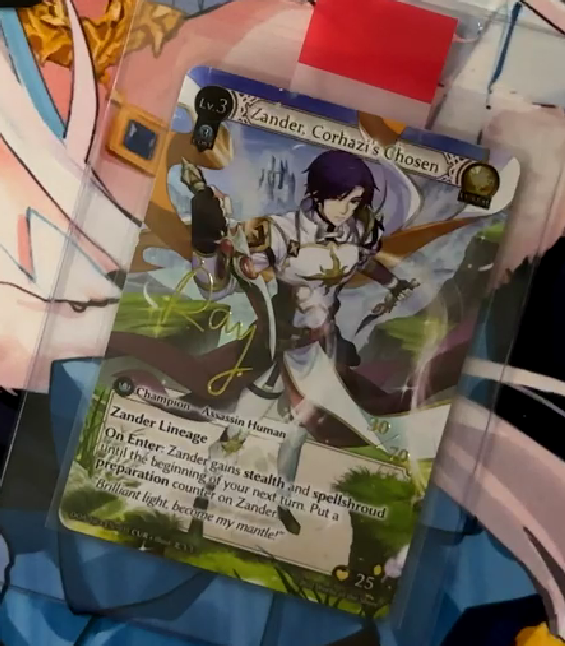 Lv.3
Zander, Corhazi's Chosen
Ray
Champion — Assassin Human
Zander Lineage
On Enter: Zander gains stealth and spellshroud
until the beginning of your next turn. Put a
preparation counter on Zander.
"Brilliant light, become my mantle!"
25